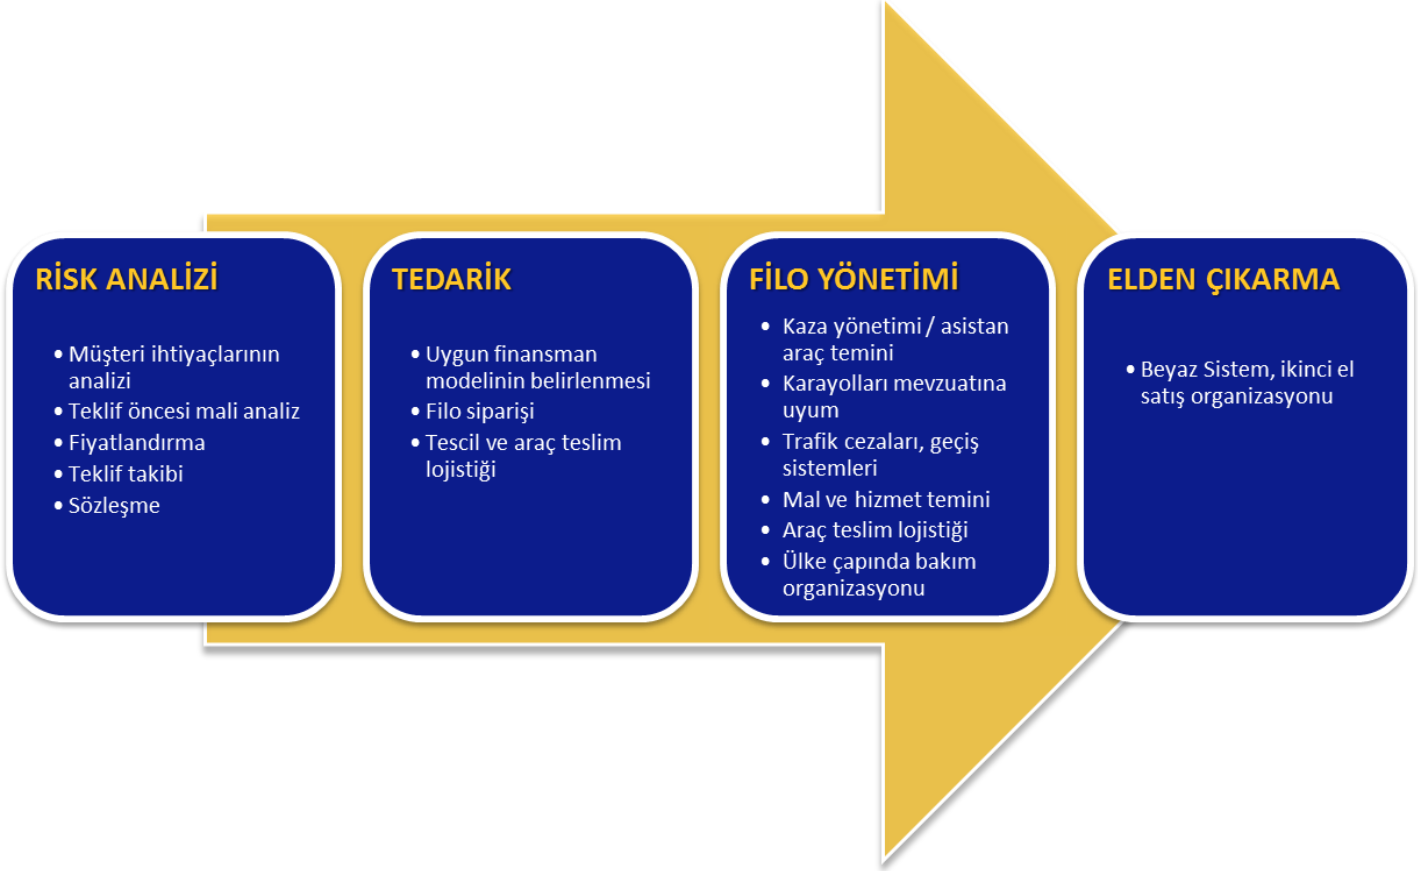 RİSK ANALİZİ
• Müşteri ihtiyaçlarının
analizi
• Teklif öncesi mali analiz
• Fiyatlandırma
• Teklif takibi
• Sözleşme
TEDARİK
• Uygun finansman
modelinin belirlenmesi
• Filo siparişi
• Tescil ve araç teslim
lojistiği
FİLO YÖNETİMİ
• Kaza yönetimi / asistan
araç temini
• Karayolları mevzuatına
uyum
• Trafik cezaları, geçiş
sistemleri
• Mal ve hizmet temini
• Araç teslim lojistiği
• Ülke çapında bakım
organizasyonu
ELDEN ÇIKARMA
• Beyaz Sistem, ikinci el
satış organizasyonu